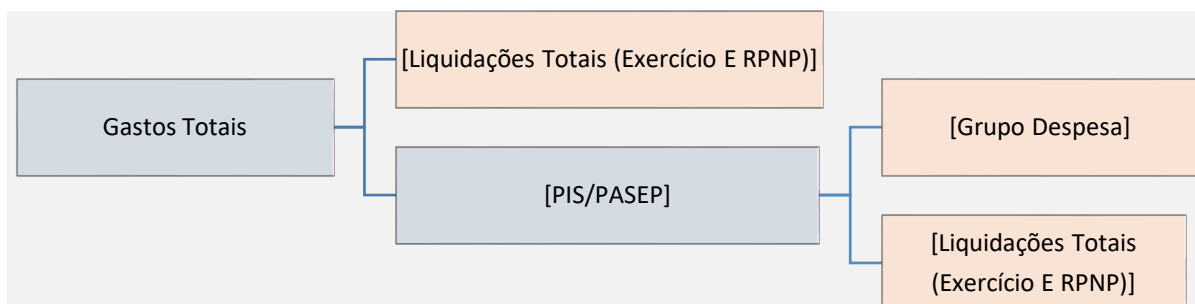 [Liquidações Totais (Exercício E RPNP)]
Gastos Totais
[Grupo Despesa]
[PIS/PASEP]
[Liquidações Totais
(Exercício E RPNP)]